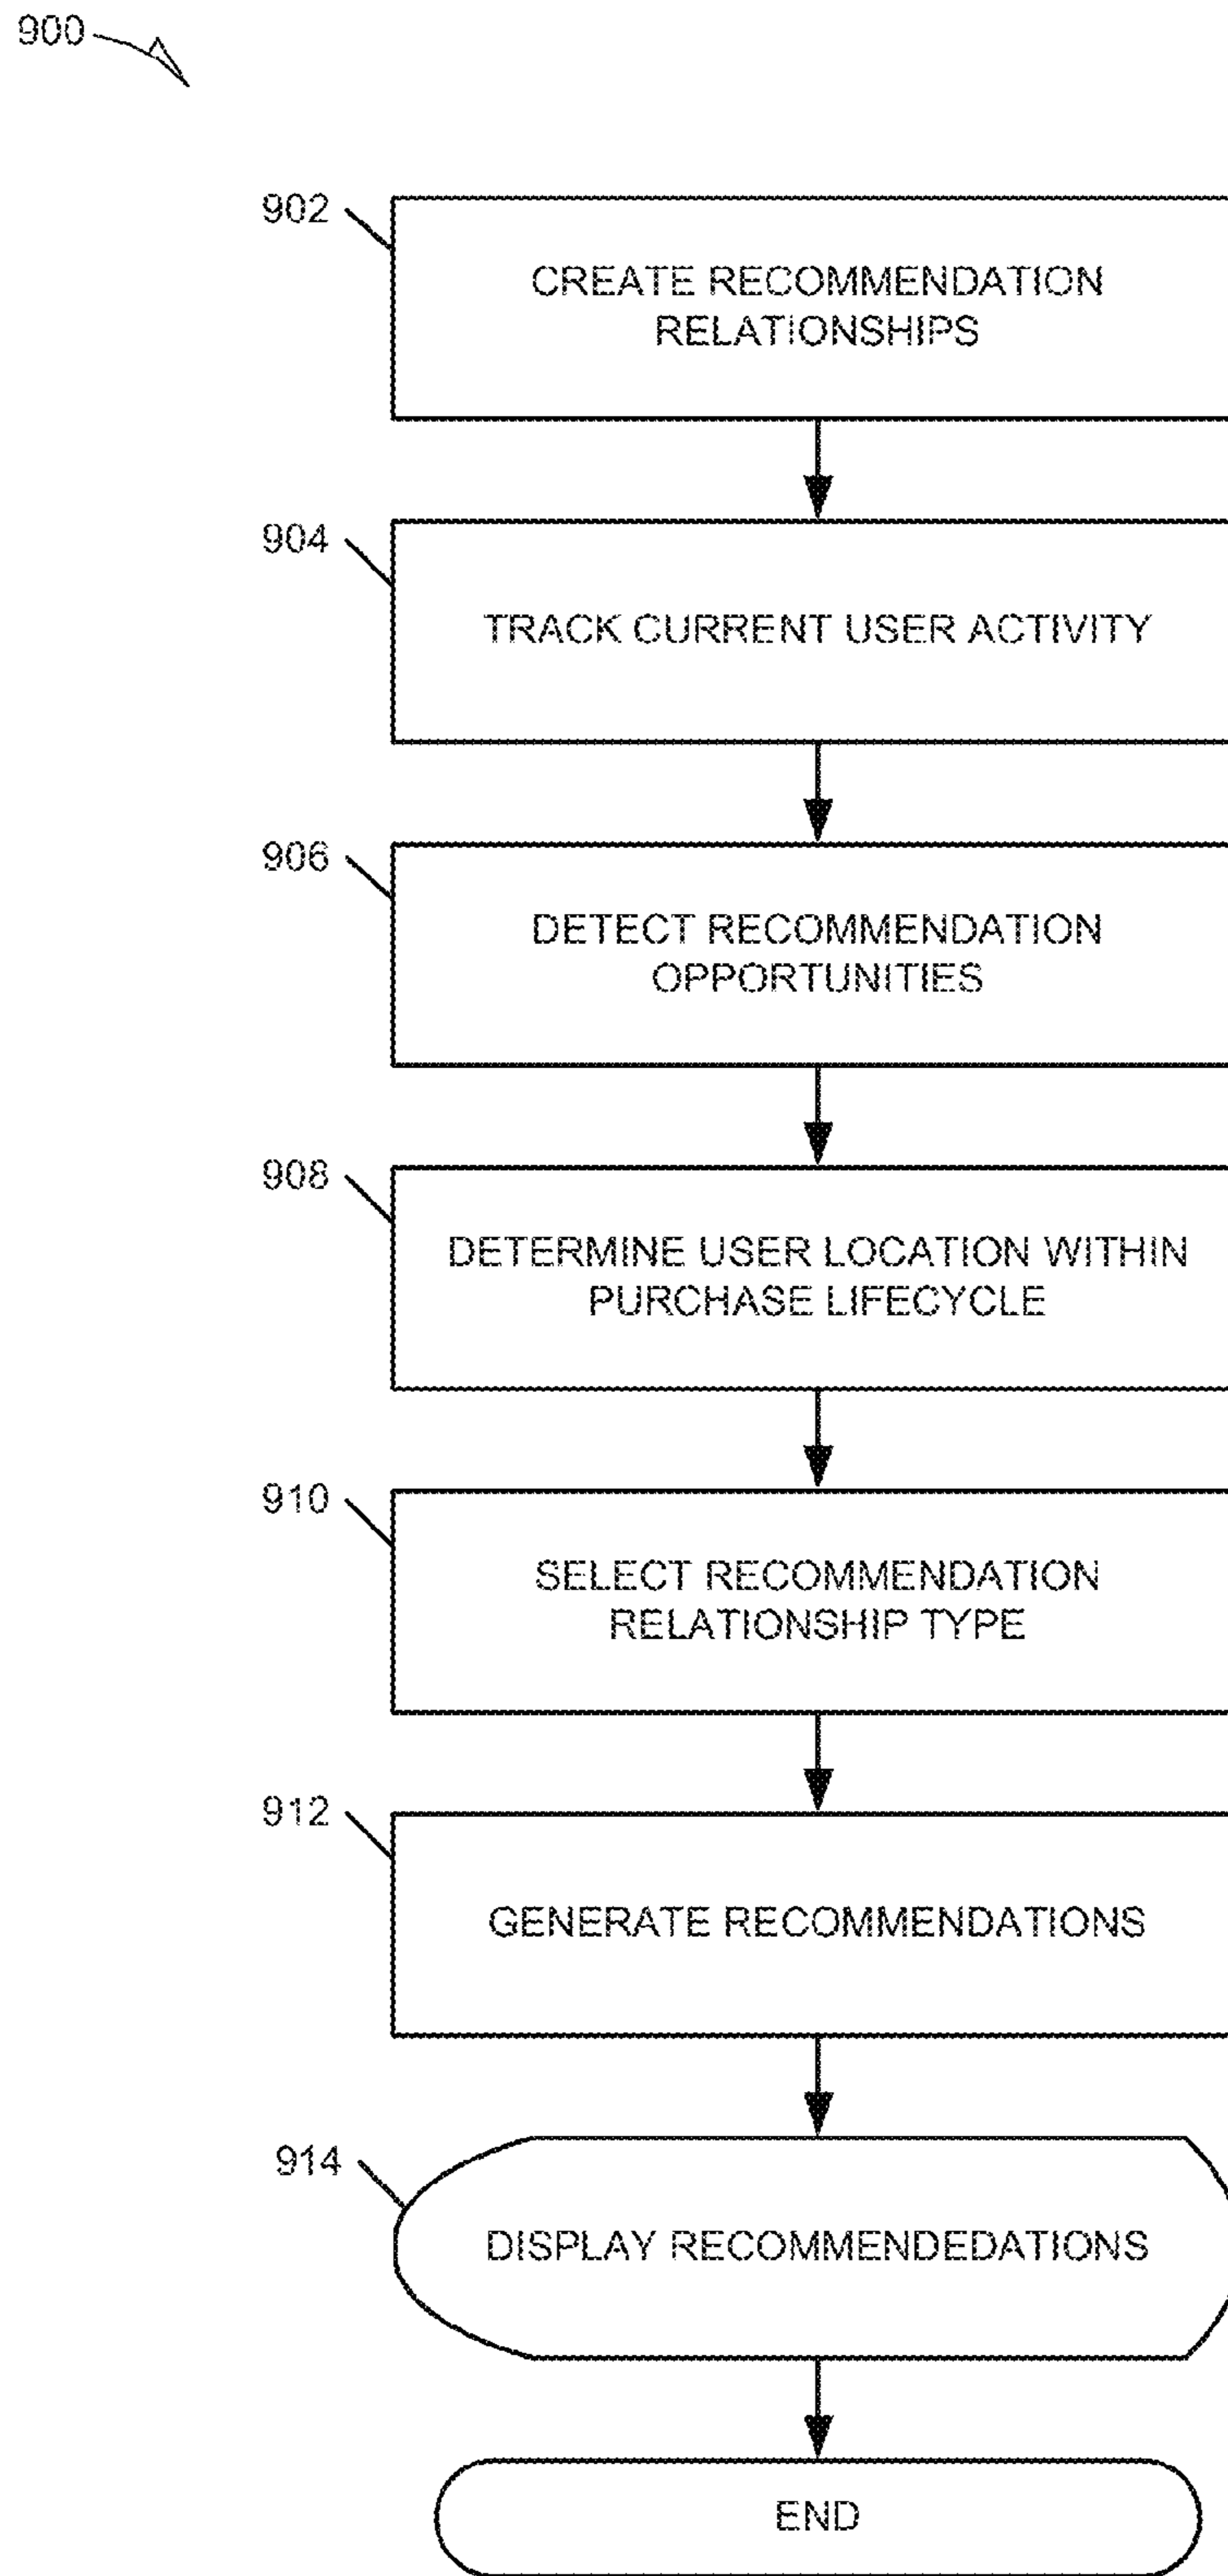 900
902
CREATE RECOMMENDATION
RELATIONSHIPS
904
TRACK CURRENT USER ACTIVITY
906
DETECT RECOMMENDATION
OPPORTUNITIES
908
DETERMINE USER LOCATION WITHIN
PURCHASE LIFECYCLE
910
SELECT RECOMMENDATION
RELATIONSHIP TYPE
912
GENERATE RECOMMENDATIONS
914
DISPLAY RECOMMENDEDATIONS
END